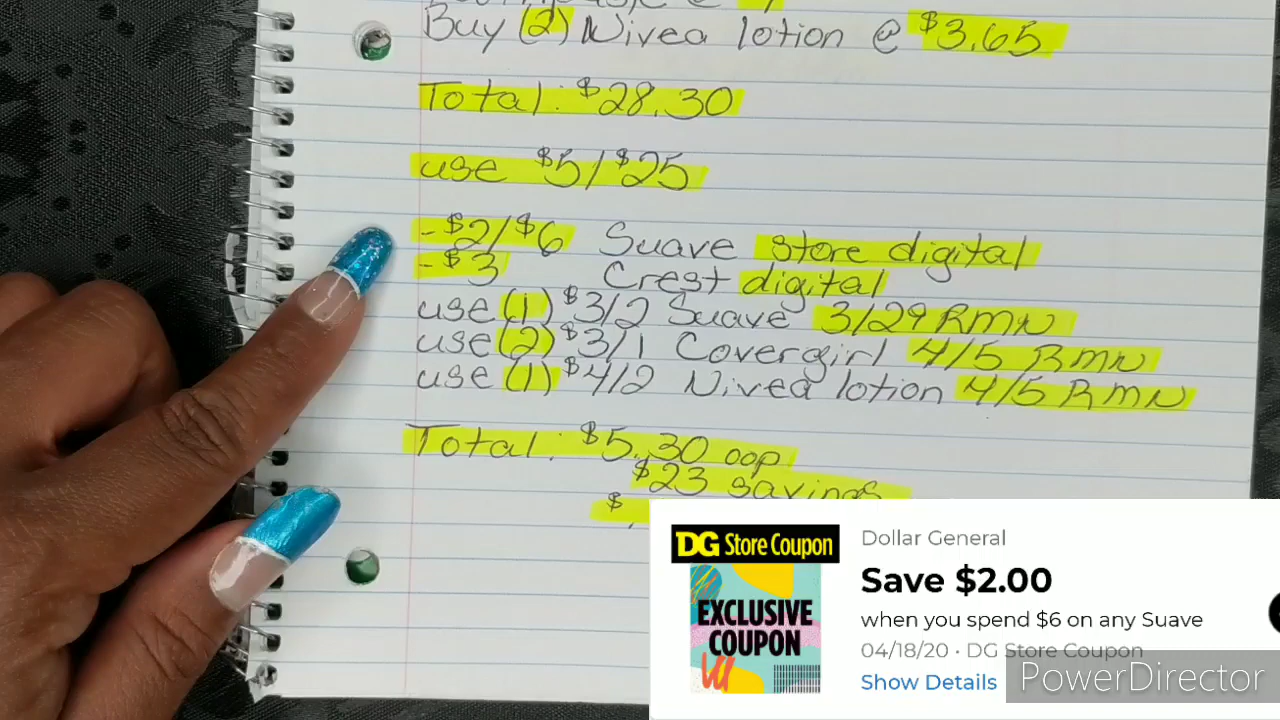 Buy (2) Nivea lotion @ $3.65
Total: $28.30
use $5/$25
-$2/$6 Suave store digital
-$3 Crest digital
use (1) $3/2 Suave 3/29 RMN
use (2) $3/1 Covergirl 4/5 RMN
use (1) $4/2 Nivea lotion 4/5 RMN
Total: $5.30 oop
$23 savings
$
DG Store Coupon
EXCLUSIVE
COUPON
Dollar General
Save $2.00
when you spend $6 on any Suave
04/18/20 · DG Store Coupon
Show Details
PowerDirector